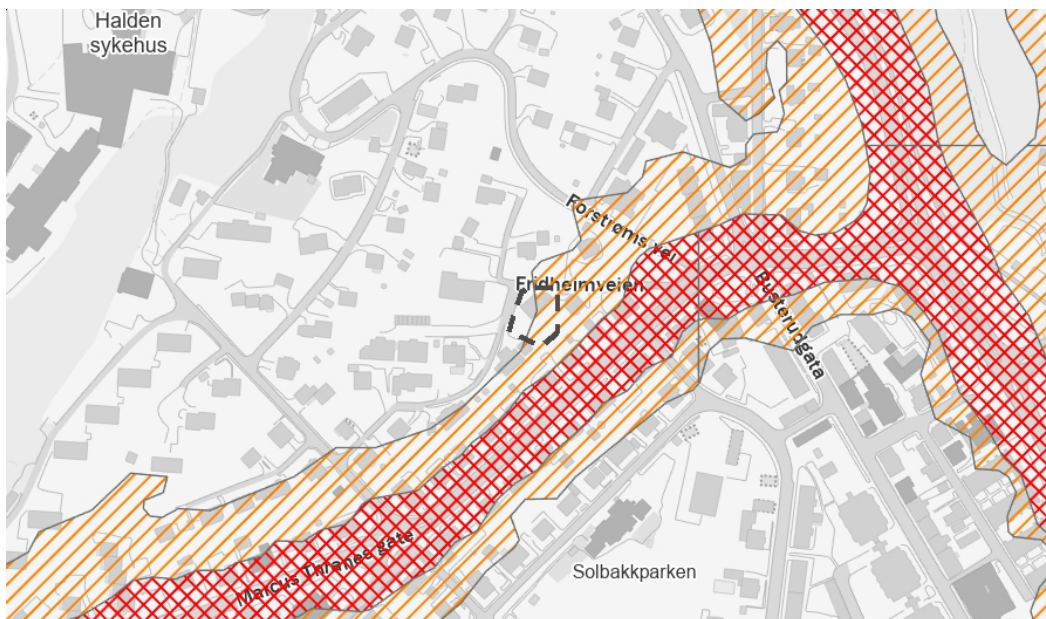 Halden
sykehus
Forstrøms vei
Fridheimveien
Busterudgata
Marcus Thranes gate
Solbakkparken